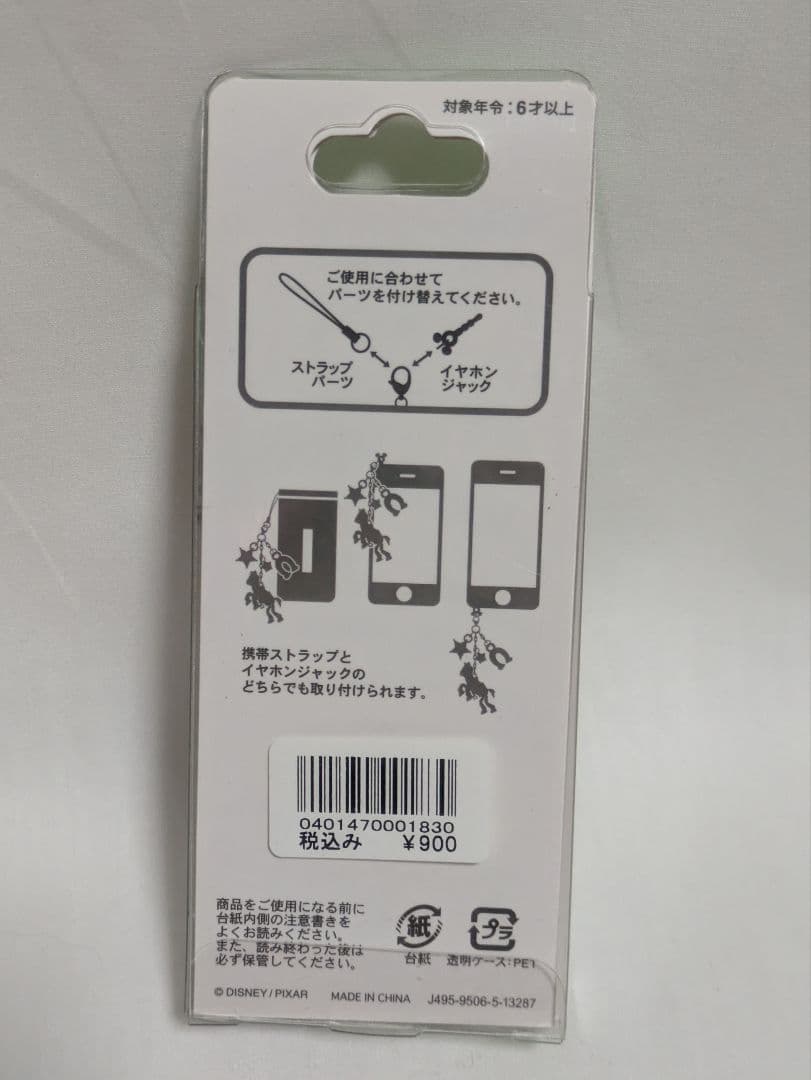 対象年令：6才以上
ご使用に合わせて
パーツを付け替えてください。
ストラップ
パーツ
イヤホン
ジャック
携帯ストラップと
イヤホンジャックの
どちらでも取り付けられます。
0401470001830
税込み ￥900
商品をご使用になる前に
台紙内側の注意書きを
よくお読みください。
また、読み終わった後は
必ず保管してください。
紙
台紙
プラ
透明ケース:PET
© DISNEY/PIXAR MADE IN CHINA J495-9506-5-13287